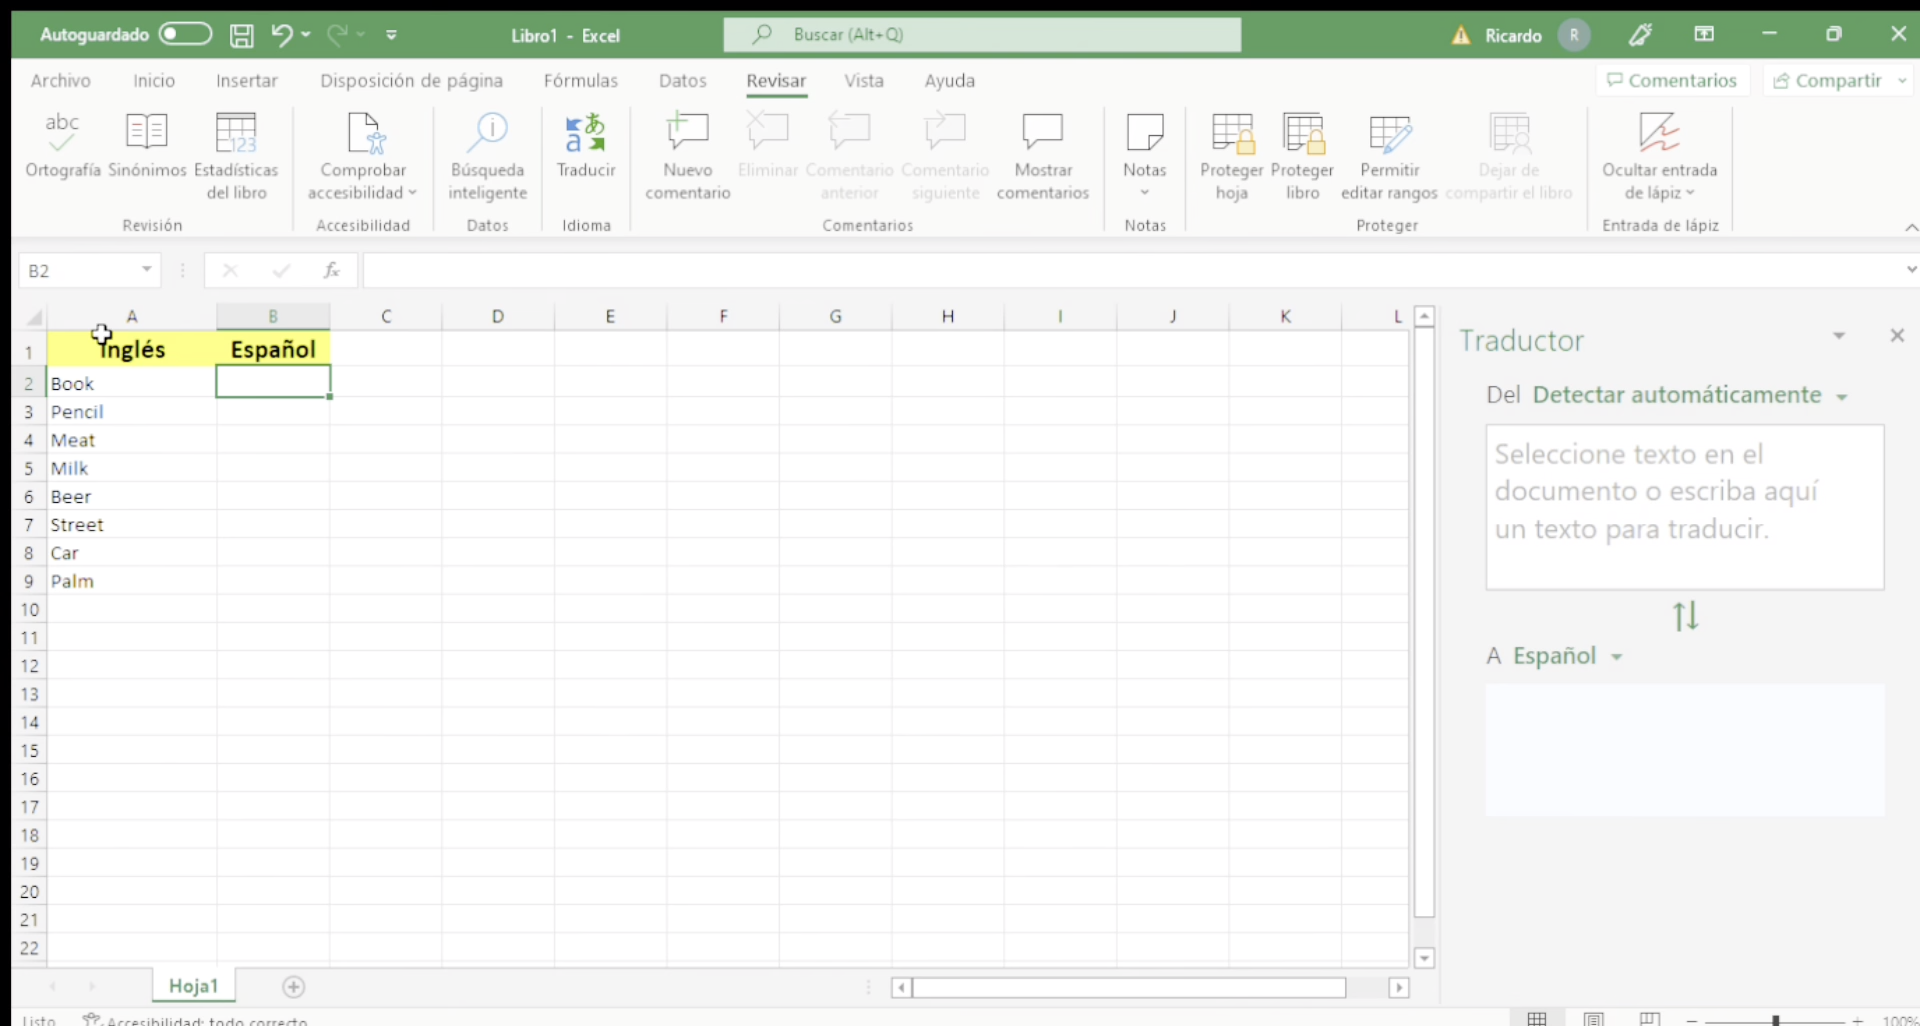 Autoguardado
Libro1 - Excel
Buscar (Alt+Q)
Ricardo R
Archivo Inicio Insertar Disposición de página Fórmulas Datos Revisar Vista Ayuda
Comentarios Compartir
abc
Ortografía
Sinónimos
123
Estadísticas
del libro
Revisión
Comprobar
accesibilidad
Accesibilidad
Búsqueda
inteligente
Datos
a あ
Traducir
Idioma
Nuevo
comentario
Eliminar
Comentario
anterior
Comentario
siguiente
Mostrar
comentarios
Comentarios
Notas
Notas
Proteger
hoja
Proteger
libro
Permitir
editar rangos
Dejar de
compartir el libro
Proteger
Ocultar entrada
de lápiz
Entrada de lápiz
B2 fx
A B C D E F G H I J K L
1 Inglés Español
2 Book
3 Pencil
4 Meat
5 Milk
6 Beer
7 Street
8 Car
9 Palm
10
11
12
13
14
15
16
17
18
19
20
21
22
Traductor
Del Detectar automáticamente
Seleccione texto en el
documento o escriba aquí
un texto para traducir.
A Español
Hoja1
Listo Accesibilidad: todo correcto 100%